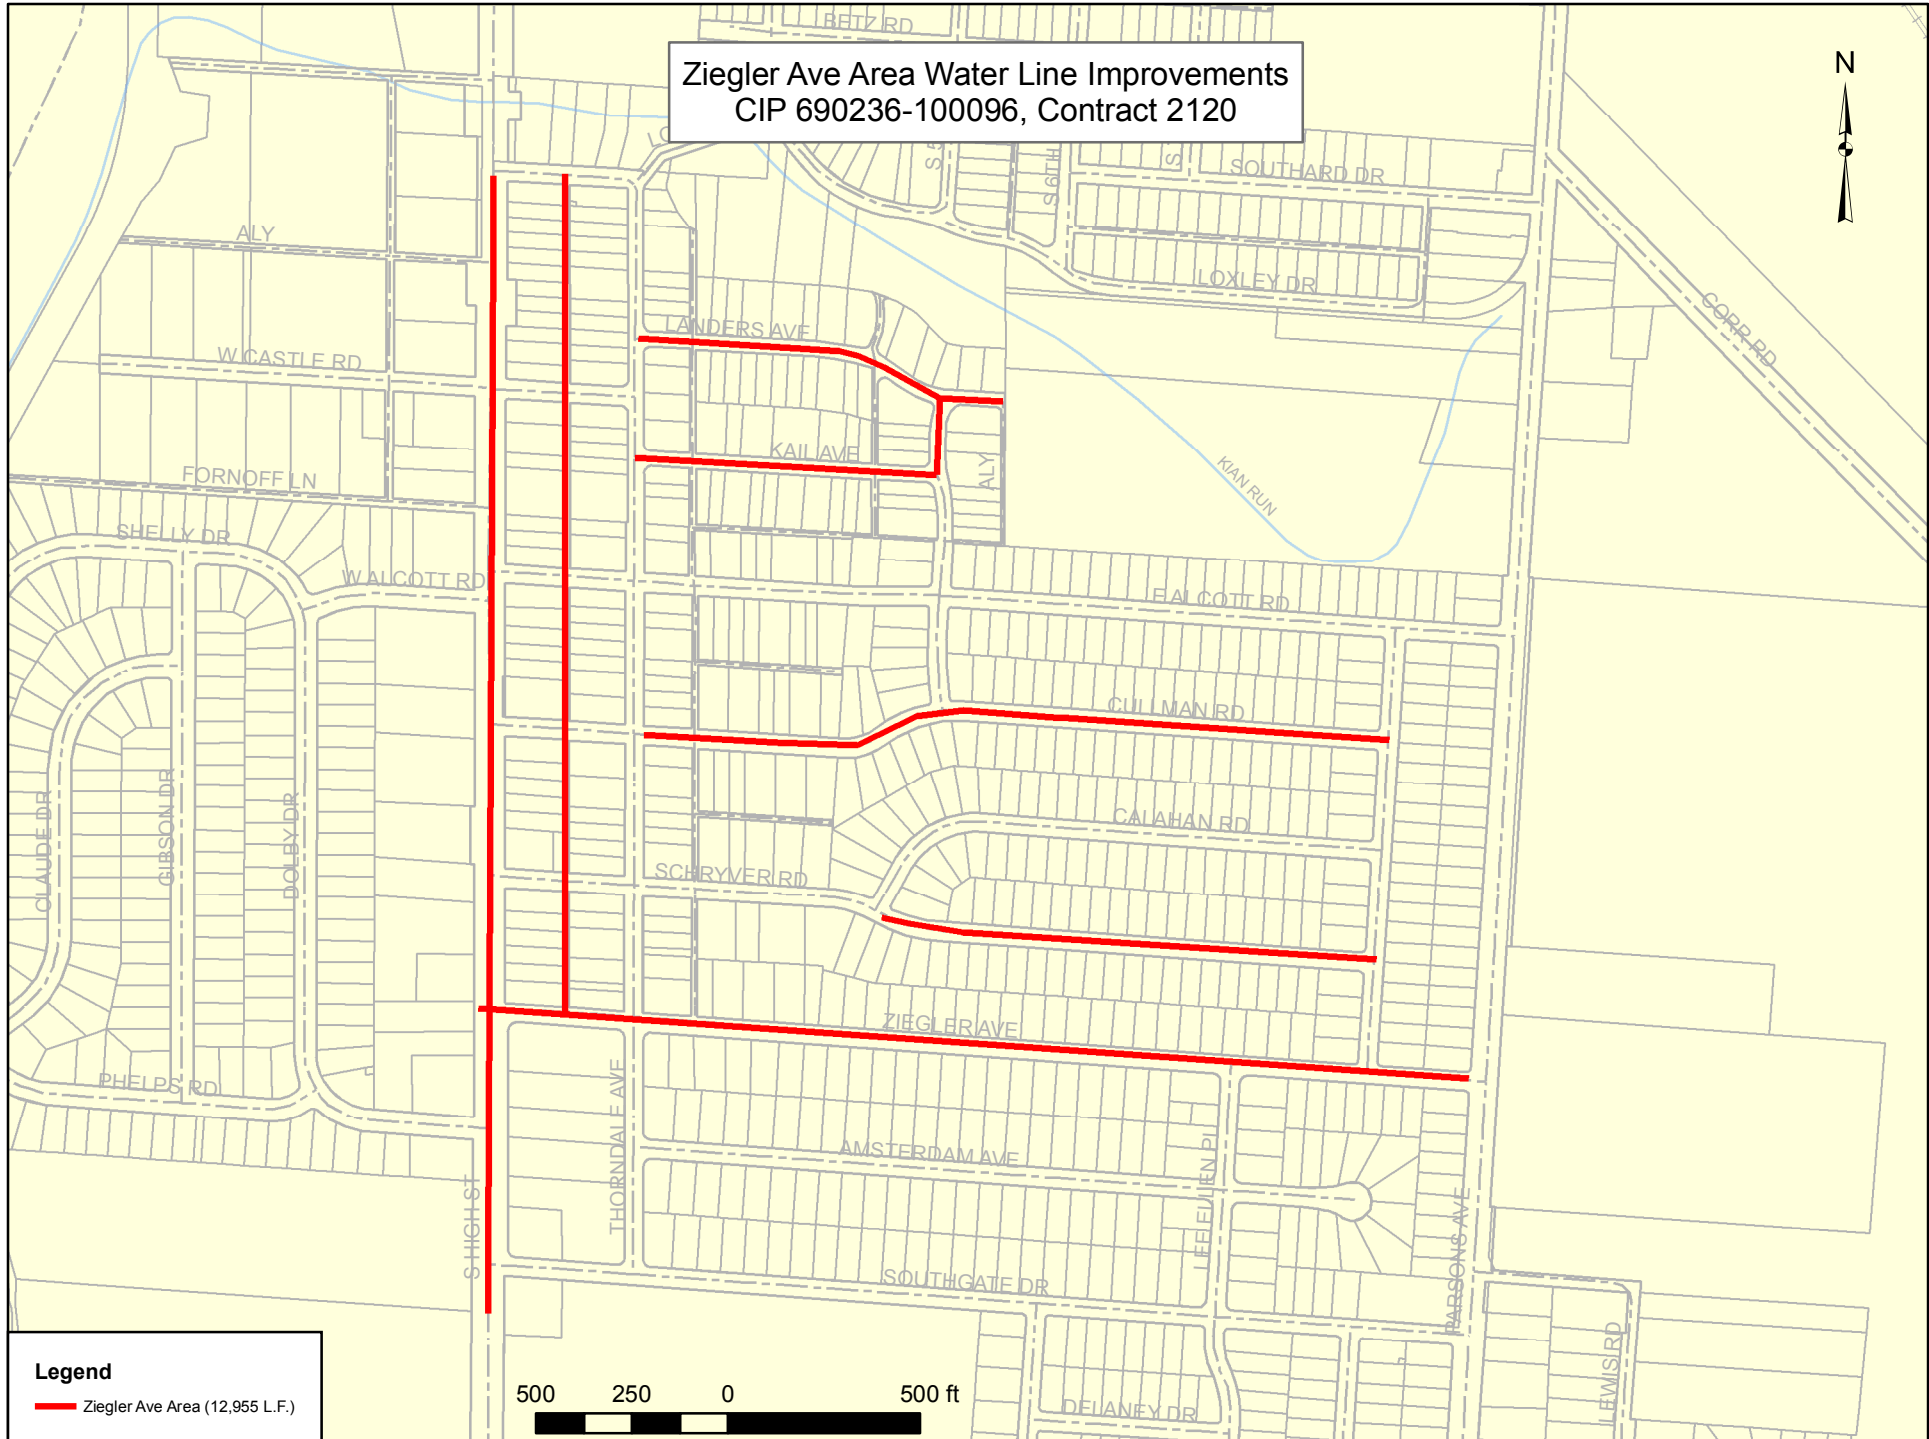 BETZ RD
Ziegler Ave Area Water Line Improvements
CIP 690236-100096, Contract 2120
N
S 6TH
SOUTHARD DR
ALY
LOXLEY DR
CORR RD
LANDERS AVE
W CASTLE RD
KAIL AVE
ALY
KIAN RUN
FORNOFF LN
SHELLY DR
W ALCOTT RD
E ALCOTT RD
CULLMAN RD
CLAUDE DR
GIBSON DR
DOLBY DR
CALAHAN RD
SCHRYVER RD
ZIEGLER AVE
PHELPS RD
THORNDALE AVE
AMSTERDAM AVE
LEFELLEN PL
S HIGH ST
PARSONS AVE
SOUTHGATE DR
LEWIS RD
DELANEY DR
Legend
Ziegler Ave Area (12,955 L.F.)
500 250 0 500 ft